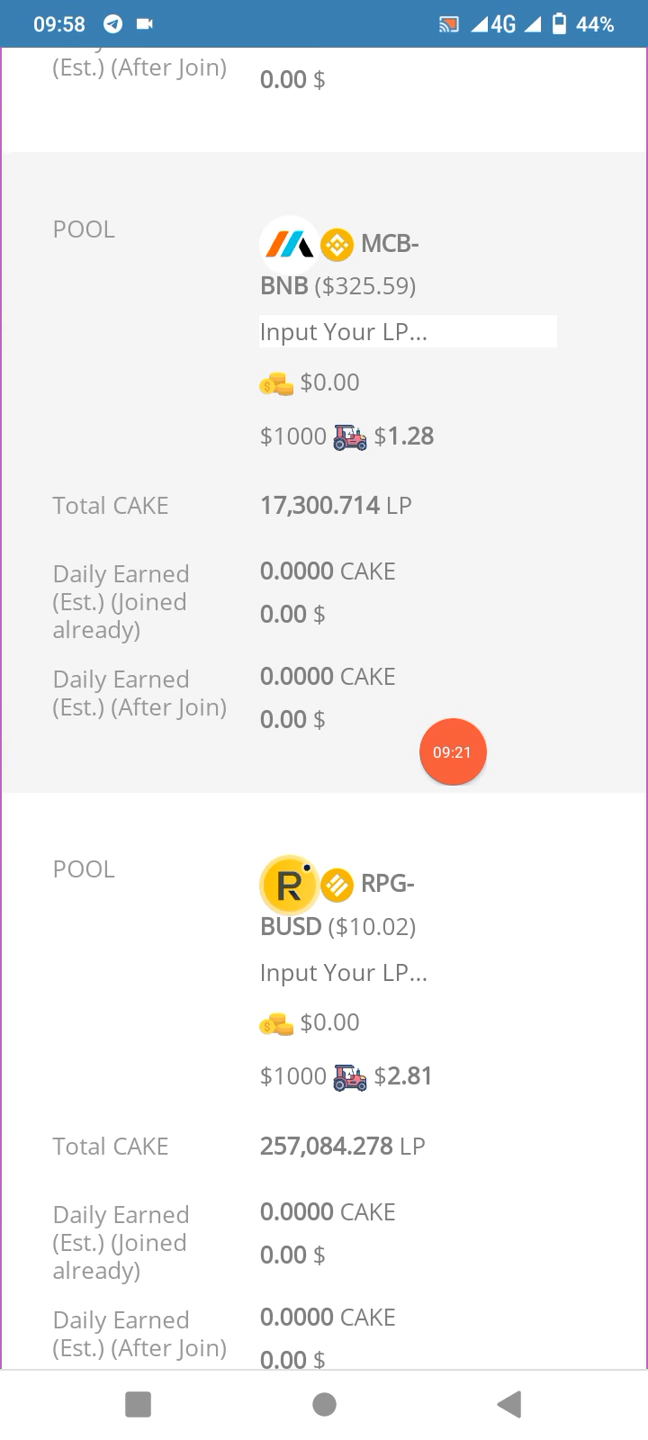 09:58 4G 44%
(Est.) (After Join) 0.00 $
POOL MCB-
BNB ($325.59)
Input Your LP...
$0.00
$1000 $1.28
Total CAKE 17,300.714 LP
Daily Earned 0.0000 CAKE
(Est.) (Joined 0.00 $
already)
Daily Earned 0.0000 CAKE
(Est.) (After Join) 0.00 $
09:21
POOL R RPG-
BUSD ($10.02)
Input Your LP...
$0.00
$1000 $2.81
Total CAKE 257,084.278 LP
Daily Earned 0.0000 CAKE
(Est.) (Joined 0.00 $
already)
Daily Earned 0.0000 CAKE
(Est.) (After Join) 0.00 $